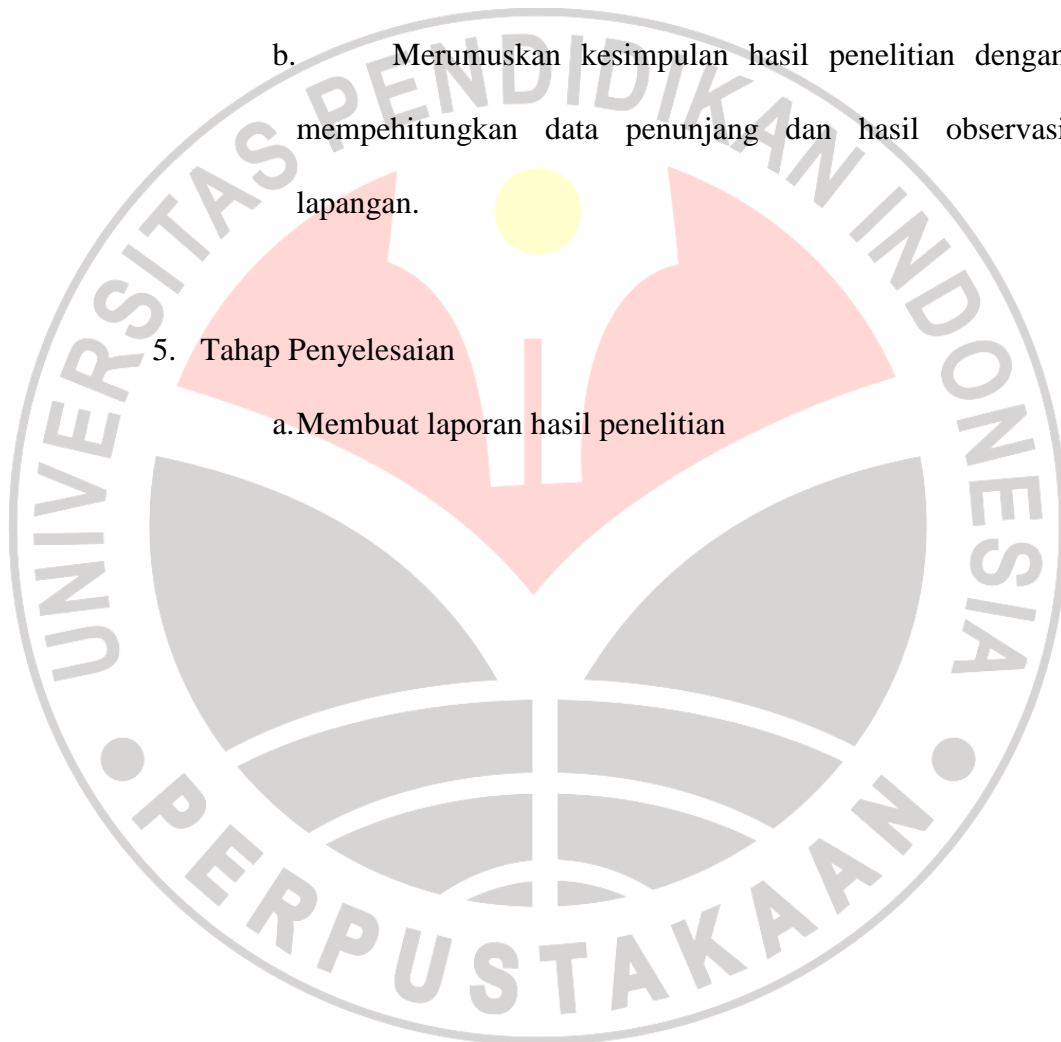 b. Merumuskan kesimpulan hasil penelitian dengan
mempehitungkan data penunjang dan hasil observasi
lapangan.
5. Tahap Penyelesaian
a. Membuat laporan hasil penelitian
UNIVERSITAS PENDIDIKAN INDONESIA
PERPUSTAKAAN